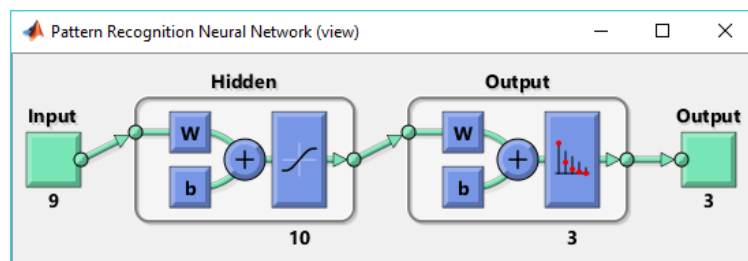 Pattern Recognition Neural Network (view)
Hidden Output
Input Output
W W
b b
9 3
10 3